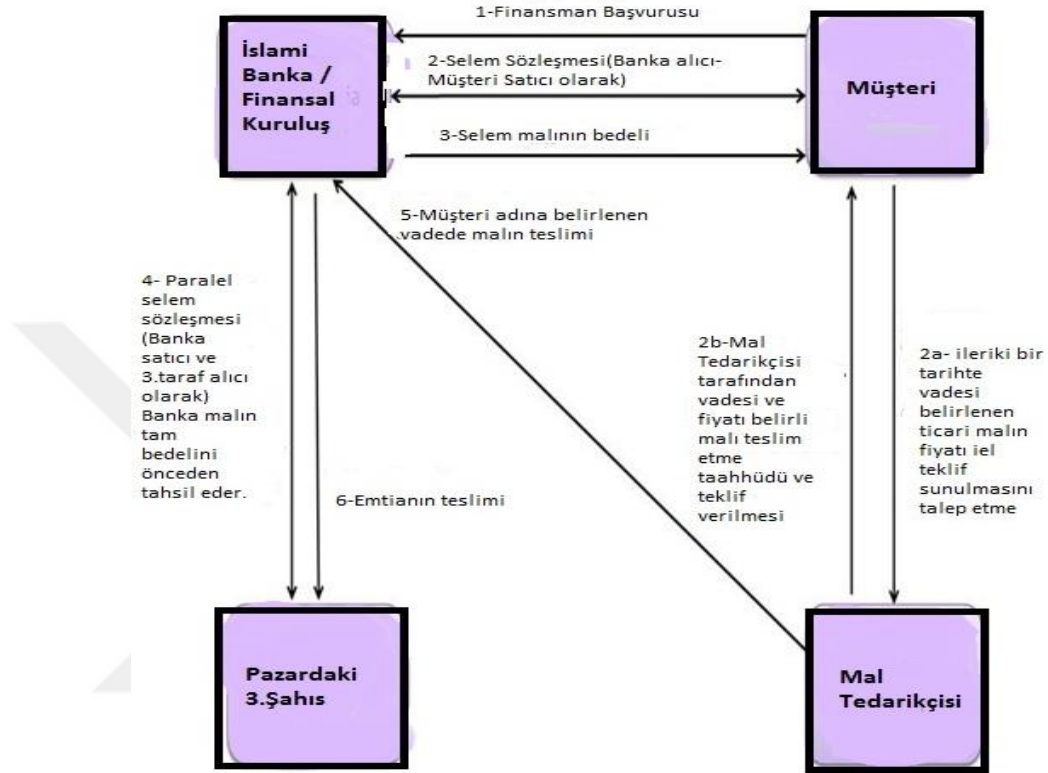 1-Finansman Başvurusu
İslami
Banka /
Finansal
Kuruluş
2-Selem Sözleşmesi(Banka alıcı-
Müşteri Satıcı olarak)
Müşteri
3-Selem malının bedeli
5-Müşteri adına belirlenen
vadede malın teslimi
4- Paralel
selem
sözleşmesi
(Banka
satıcı ve
3.taraf alıcı
olarak)
Banka malın
tam
bedelini
önceden
tahsil eder.
6-Emtianın teslimi
2b-Mal
Tedarikçisi
tarafından
vadesi ve
fiyatı belirli
malı teslim
etme
taahhüdü ve
teklif
verilmesi
2a- ileriki bir
tarihte
vadesi
belirlenen
ticari malın
fiyatı iel
teklif
sunulmasını
talep etme
Pazardaki
3.Şahıs
Mal
Tedarikçisi